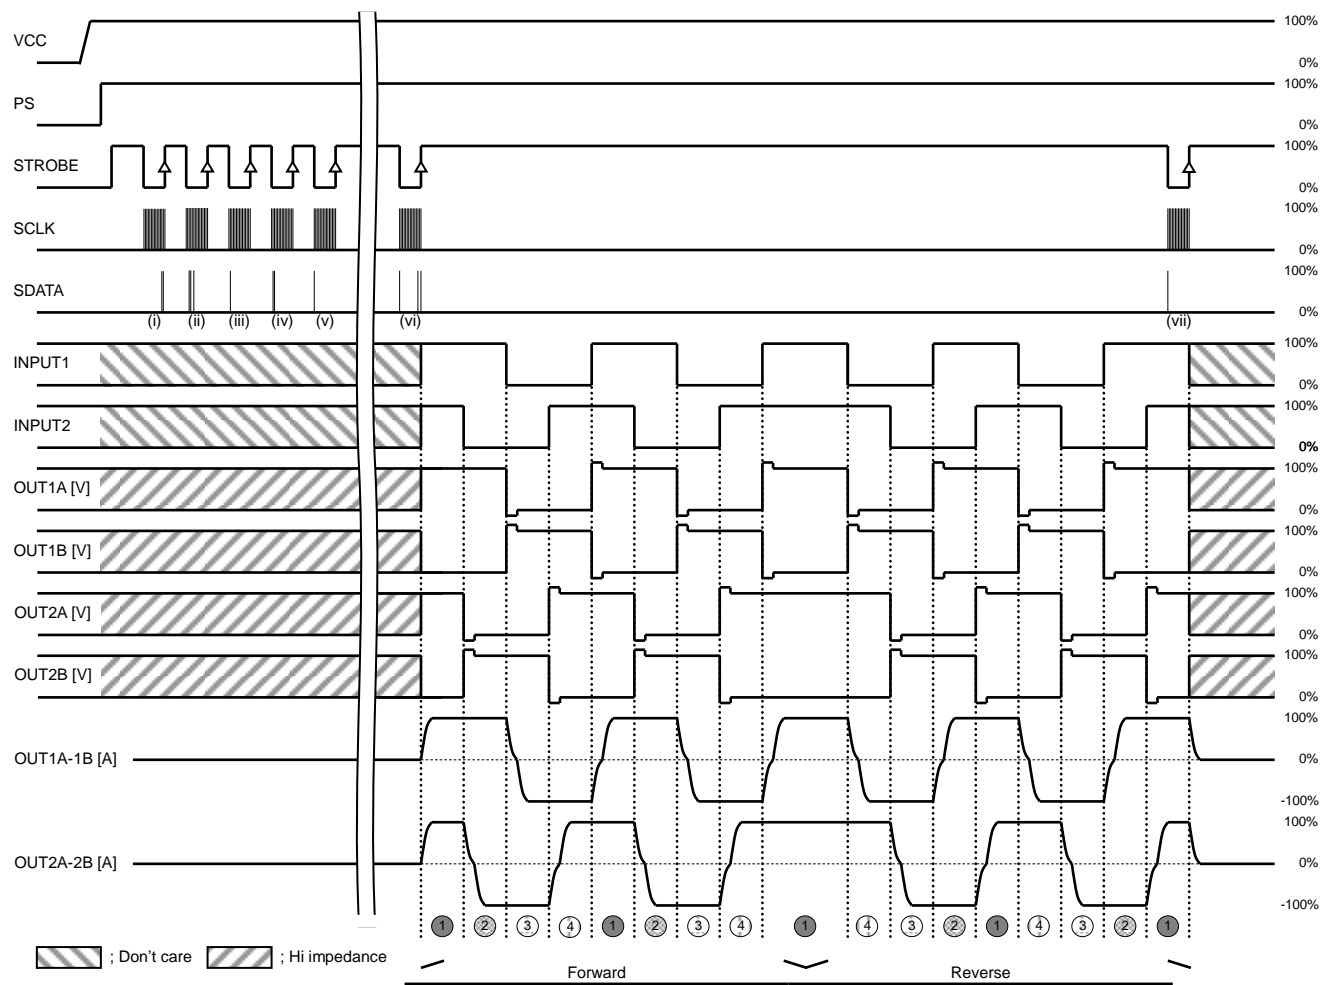 VCC
100%
0%
PS
100%
0%
STROBE
100%
0%
SCLK
100%
0%
SDATA
100%
0%
(i) (ii) (iii) (iv) (v) (vi) (vii)
INPUT1
100%
0%
INPUT2
100%
0%
OUT1A [V]
100%
0%
OUT1B [V]
100%
0%
OUT2A [V]
100%
0%
OUT2B [V]
100%
0%
OUT1A-1B [A]
100%
0%
-100%
OUT2A-2B [A]
100%
0%
-100%
1 2 3 4 1 2 3 4 1 4 3 2 1 4 3 2 1
; Don't care ; Hi impedance
Forward Reverse